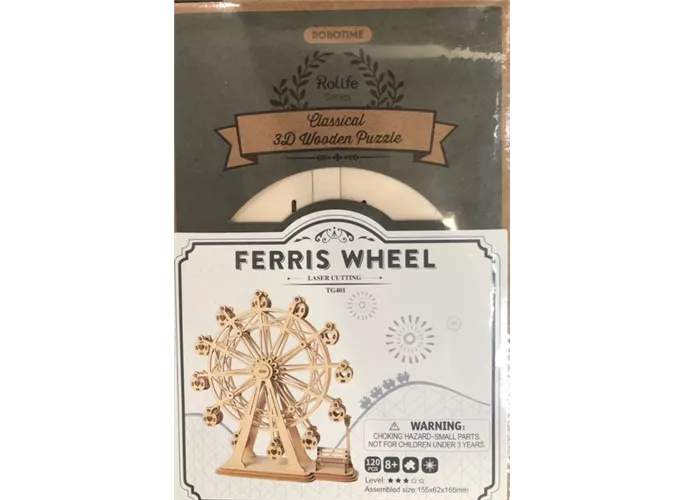 ROBOTIME
Rolife
Series
Classical
3D Wooden Puzzle
FERRIS WHEEL
LASER CUTTING
TG401
WARNING:
CHOKING HAZARD-SMALL PARTS.
NOT FOR CHILDREN UNDER 3 YEARS.
120 PCS 8+
Level: ★★★☆☆
Assembled size:155x62x165mm